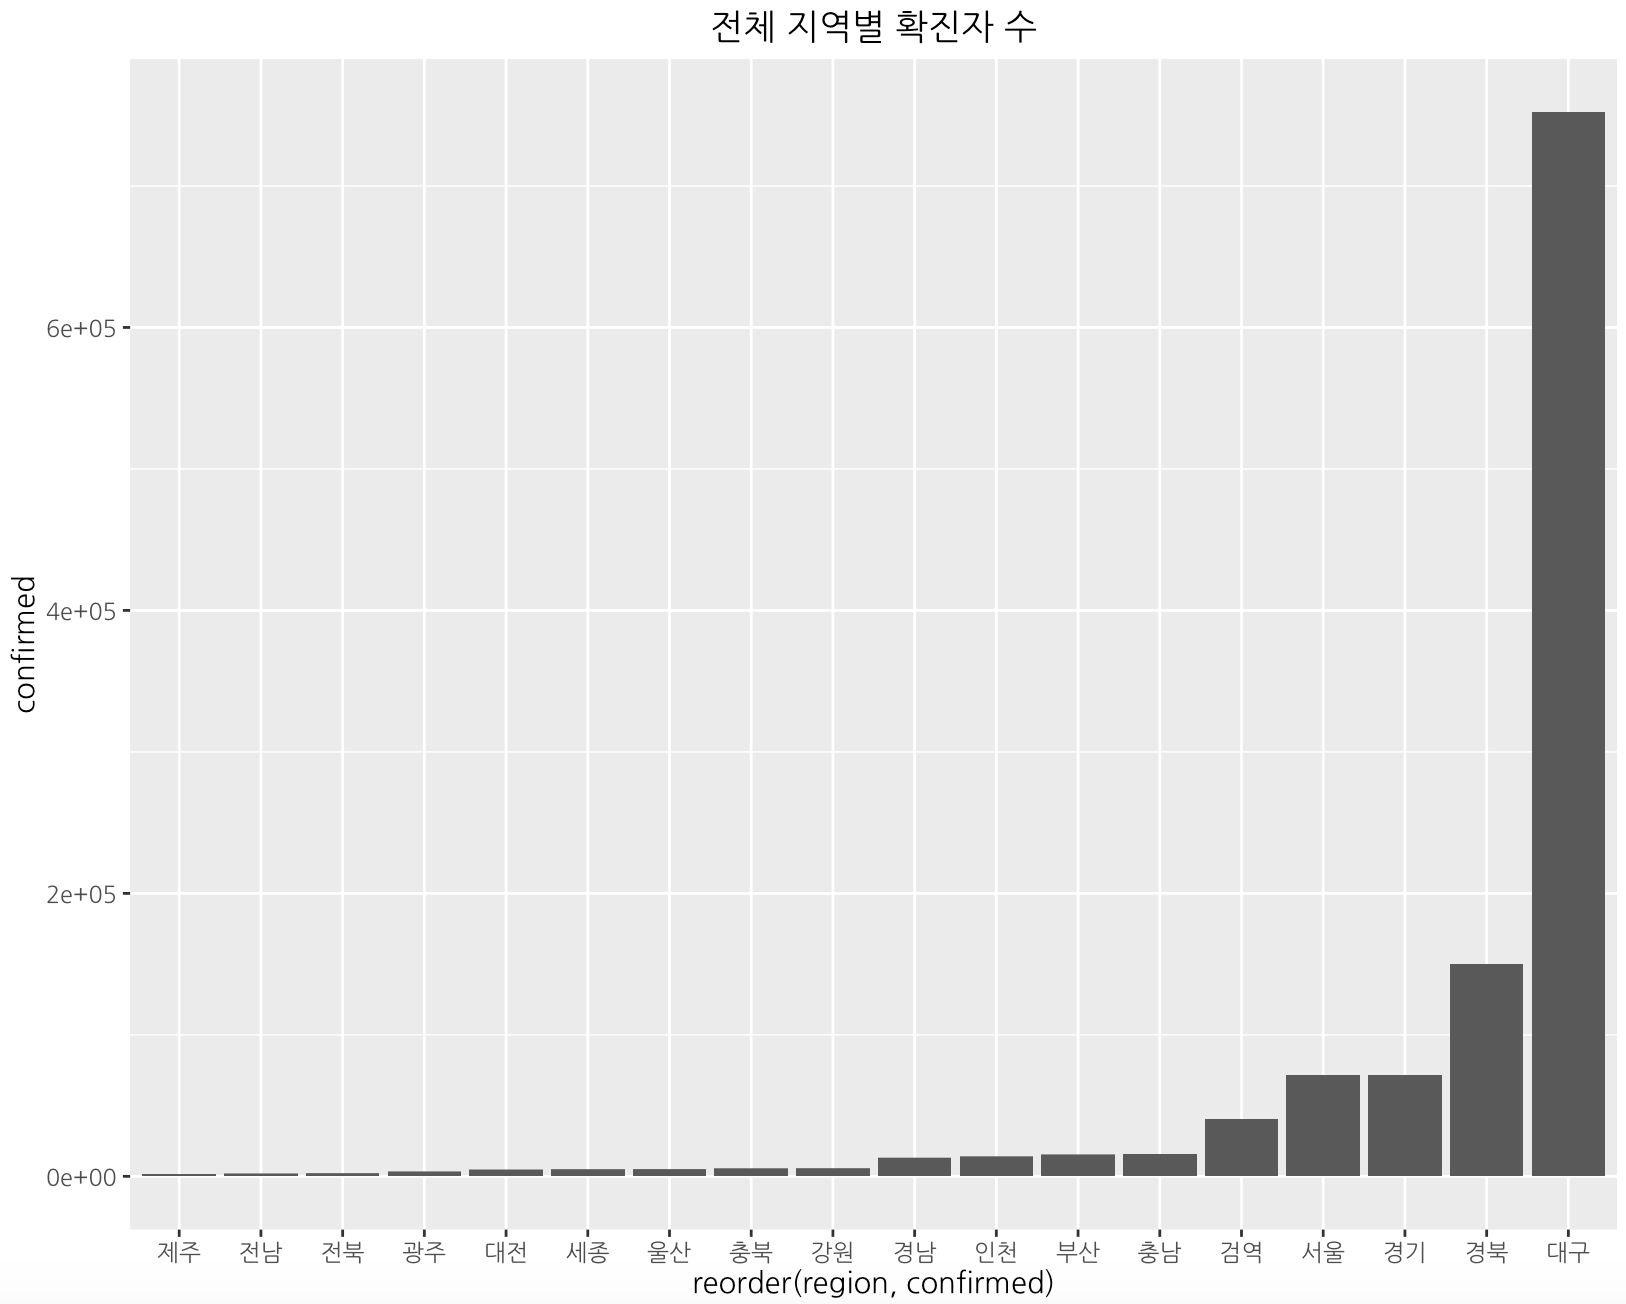 전체 지역별 확진자 수
confirmed
6e+05
4e+05
2e+05
0e+00
제주 전남 전북 광주 대전 세종 울산 충북 강원 경남 인천 부산 충남 검역 서울 경기 경북 대구
reorder(region, confirmed)